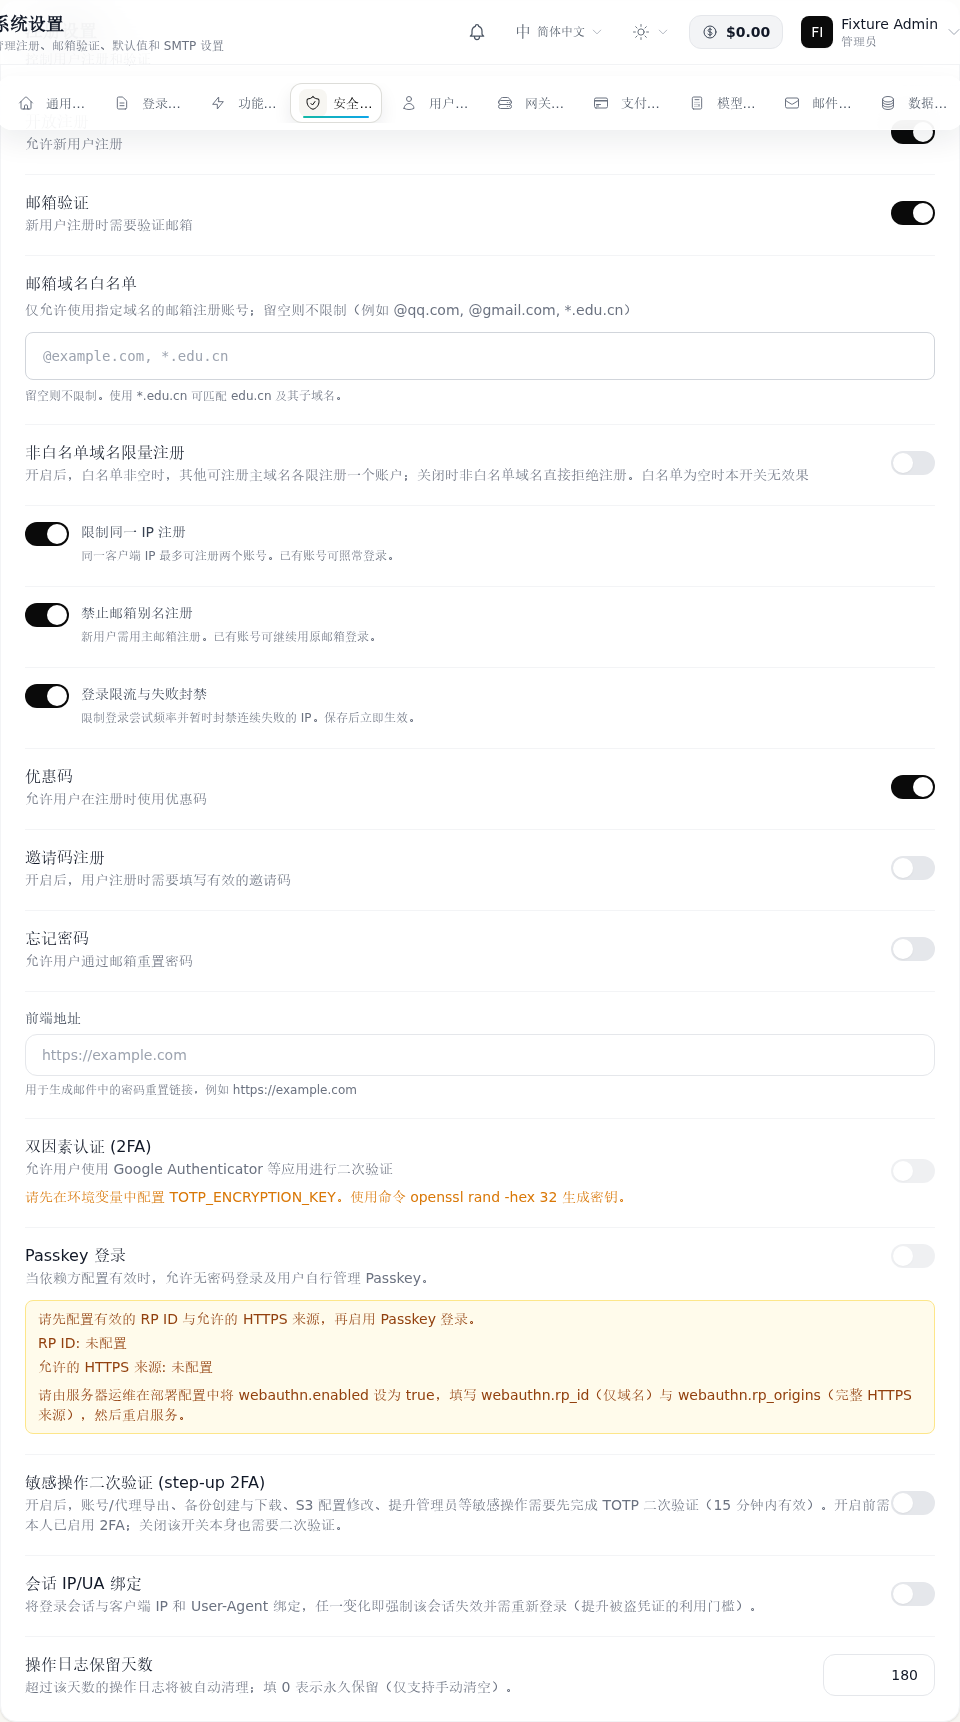 系统设置
管理注册、邮箱验证、默认值和 SMTP 设置
中 简体中文
$0.00
FI
Fixture Admin
管理员
通用...
登录...
功能...
安全...
用户...
网关...
支付...
模型...
邮件...
数据...
允许新用户注册
邮箱验证
新用户注册时需要验证邮箱
邮箱域名白名单
仅允许使用指定域名的邮箱注册账号；留空则不限制（例如 @qq.com, @gmail.com, *.edu.cn）
@example.com, *.edu.cn
留空则不限制。使用 *.edu.cn 可匹配 edu.cn 及其子域名。
非白名单域名限量注册
开启后，白名单非空时，其他可注册主域名各限注册一个账户；关闭时非白名单域名直接拒绝注册。白名单为空时本开关无效果
限制同一 IP 注册
同一客户端 IP 最多可注册两个账号。已有账号可照常登录。
禁止邮箱别名注册
新用户需用主邮箱注册。已有账号可继续用原邮箱登录。
登录限流与失败封禁
限制登录尝试频率并暂时封禁连续失败的 IP。保存后立即生效。
优惠码
允许用户在注册时使用优惠码
邀请码注册
开启后，用户注册时需要填写有效的邀请码
忘记密码
允许用户通过邮箱重置密码
前端地址
https://example.com
用于生成邮件中的密码重置链接，例如 https://example.com
双因素认证 (2FA)
允许用户使用 Google Authenticator 等应用进行二次验证
请先在环境变量中配置 TOTP_ENCRYPTION_KEY。使用命令 openssl rand -hex 32 生成密钥。
Passkey 登录
当依赖方配置有效时，允许无密码登录及用户自行管理 Passkey。
请先配置有效的 RP ID 与允许的 HTTPS 来源，再启用 Passkey 登录。
RP ID: 未配置
允许的 HTTPS 来源: 未配置
请由服务器运维在部署配置中将 webauthn.enabled 设为 true，填写 webauthn.rp_id（仅域名）与 webauthn.rp_origins（完整 HTTPS
来源），然后重启服务。
敏感操作二次验证 (step-up 2FA)
开启后，账号/代理导出、备份创建与下载、S3 配置修改、提升管理员等敏感操作需要先完成 TOTP 二次验证（15 分钟内有效）。开启前需
本人已启用 2FA；关闭该开关本身也需要二次验证。
会话 IP/UA 绑定
将登录会话与客户端 IP 和 User-Agent 绑定，任一变化即强制该会话失效并需重新登录（提升被盗凭证的利用门槛）。
操作日志保留天数
超过该天数的操作日志将被自动清理；填 0 表示永久保留（仅支持手动清空）。
180